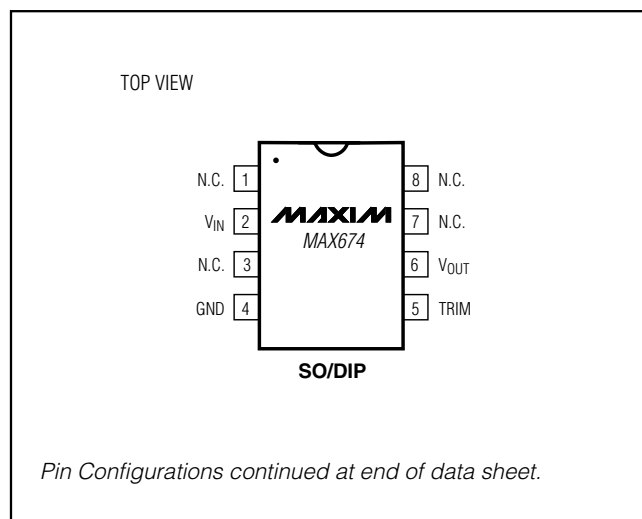 TOP VIEW
N.C. 1
8 N.C.
V_IN 2
MAXIM
7 N.C.
MAX674
N.C. 3
6 V_OUT
GND 4
5 TRIM
SO/DIP
Pin Configurations continued at end of data sheet.